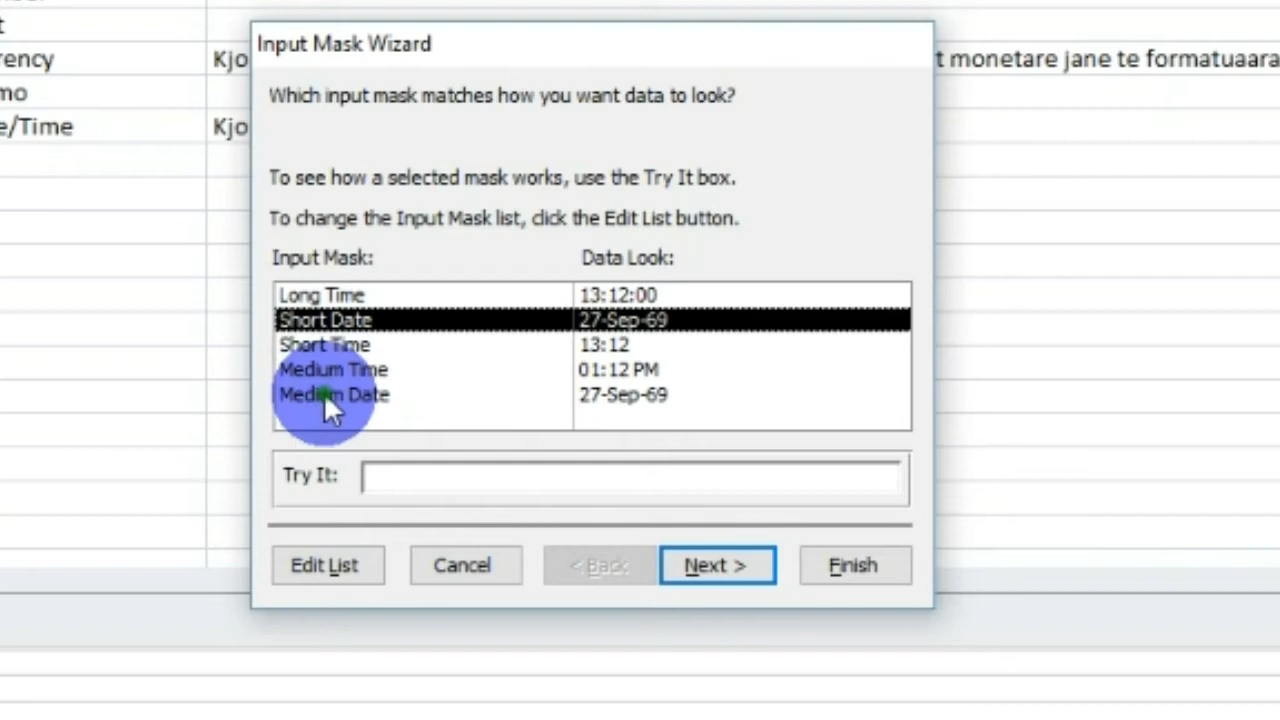 Input Mask Wizard
rency Kjo t monetare jane te formatuaara
Which input mask matches how you want data to look?
mo
e/Time Kjo
To see how a selected mask works, use the Try It box.
To change the Input Mask list, click the Edit List button.
Input Mask: Data Look:
Long Time 13:12:00
Short Date 27-Sep-69
Short Time 13:12
Medium Time 01:12 PM
Medium Date 27-Sep-69
Try It:
Edit List Cancel < Back Next > Finish